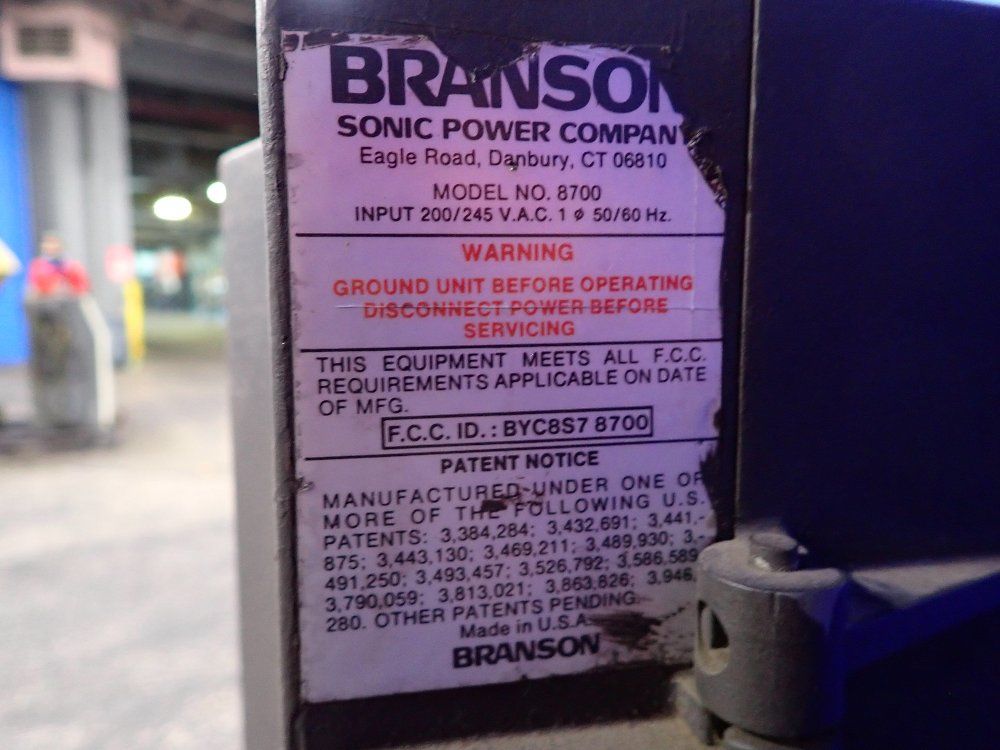 BRANSON
SONIC POWER COMPANY
Eagle Road, Danbury, CT 06810
MODEL NO. 8700
INPUT 200/245 V.A.C. 1 ø 50/60 Hz.
WARNING
GROUND UNIT BEFORE OPERATING
DISCONNECT POWER BEFORE
SERVICING
THIS EQUIPMENT MEETS ALL F.C.C.
REQUIREMENTS APPLICABLE ON DATE
OF MFG.
F.C.C. ID.: BYC8S7 8700
PATENT NOTICE
MANUFACTURED UNDER ONE OR
MORE OF THE FOLLOWING U.S.
PATENTS: 3,384,284; 3,432,691; 3,441,-
875; 3,443,130; 3,469,211; 3,489,930; 3,-
491,250; 3,493,457; 3,526,792; 3,586,589
3,790,059; 3,813,021; 3,863,826; 3,946,
280. OTHER PATENTS PENDING.
Made in U.S.A.
BRANSON